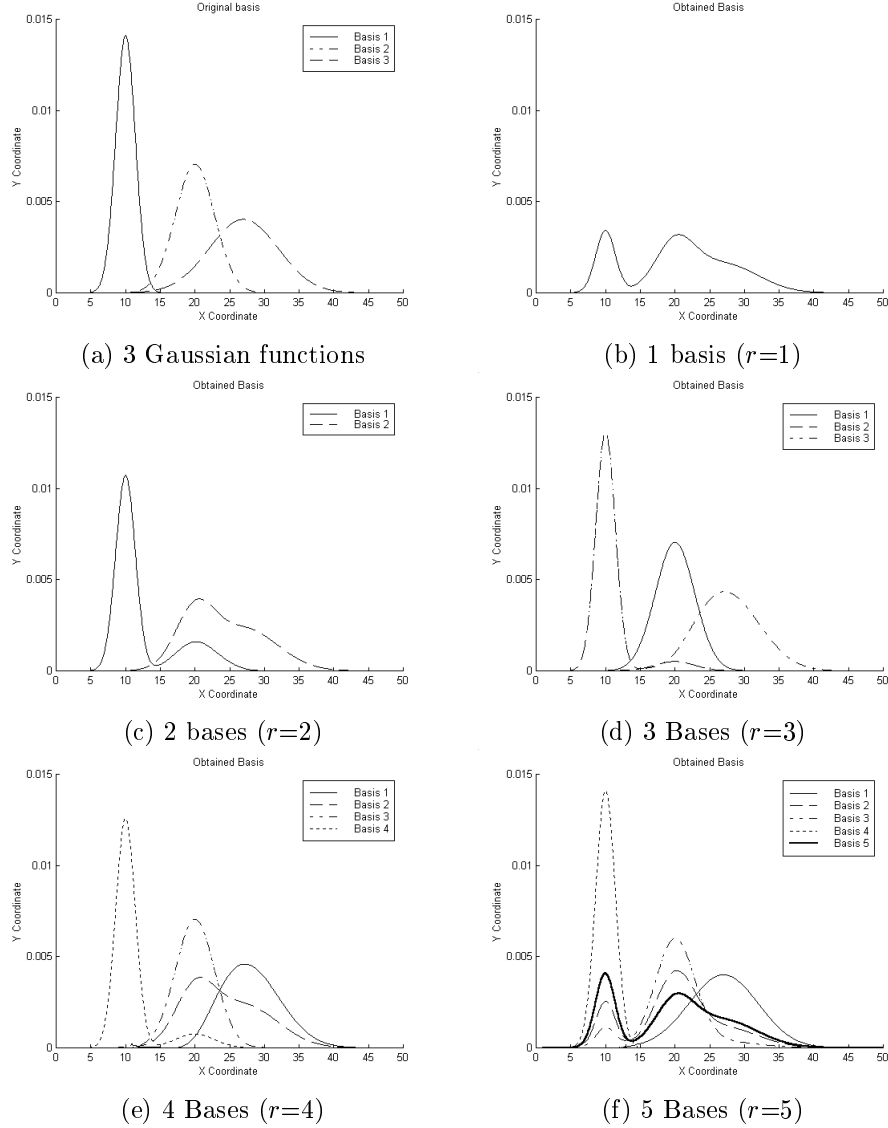 Original basis
0.015
0.01
0.005
0
Y Coordinate
0 5 10 15 20 25 30 35 40 45 50
X Coordinate
Basis 1
Basis 2
Basis 3
(a) 3 Gaussian functions
Obtained Basis
0.015
0.01
0.005
0
Y Coordinate
0 5 10 15 20 25 30 35 40 45 50
X Coordinate
(b) 1 basis (r=1)
Obtained Basis
0.015
0.01
0.005
0
Y Coordinate
0 5 10 15 20 25 30 35 40 45 50
X Coordinate
Basis 1
Basis 2
(c) 2 bases (r=2)
Obtained Basis
0.015
0.01
0.005
0
Y Coordinate
0 5 10 15 20 25 30 35 40 45 50
X Coordinate
Basis 1
Basis 2
Basis 3
(d) 3 Bases (r=3)
Obtained Basis
0.015
0.01
0.005
0
Y Coordinate
0 5 10 15 20 25 30 35 40 45 50
X Coordinate
Basis 1
Basis 2
Basis 3
Basis 4
(e) 4 Bases (r=4)
Obtained Basis
0.015
0.01
0.005
0
Y Coordinate
0 5 10 15 20 25 30 35 40 45 50
X Coordinate
Basis 1
Basis 2
Basis 3
Basis 4
Basis 5
(f) 5 Bases (r=5)